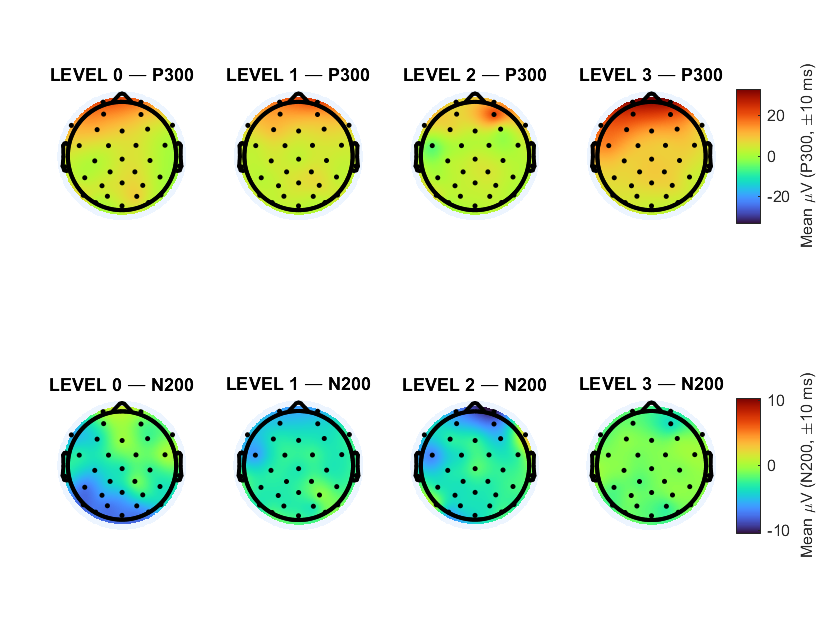 LEVEL 0 — P300
LEVEL 1 — P300
LEVEL 2 — P300
LEVEL 3 — P300
20
0
-20
Mean μV (P300, ±10 ms)
LEVEL 0 — N200
LEVEL 1 — N200
LEVEL 2 — N200
LEVEL 3 — N200
10
0
-10
Mean μV (N200, ±10 ms)